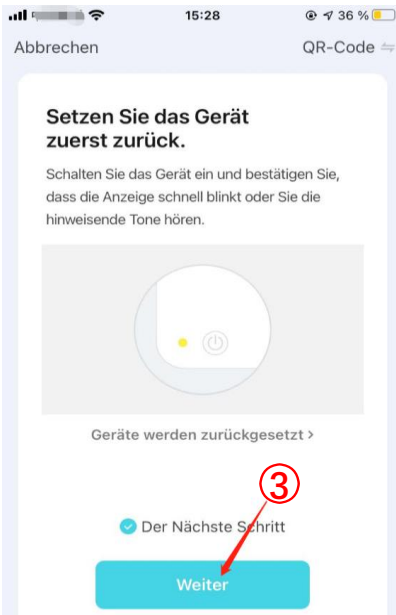 15:28
36 %
Abbrechen
QR-Code
Setzen Sie das Gerät
zuerst zurück.
Schalten Sie das Gerät ein und bestätigen Sie,
dass die Anzeige schnell blinkt oder Sie die
hinweisende Tone hören.
Geräte werden zurückgesetzt >
③
Der Nächste Schritt
Weiter